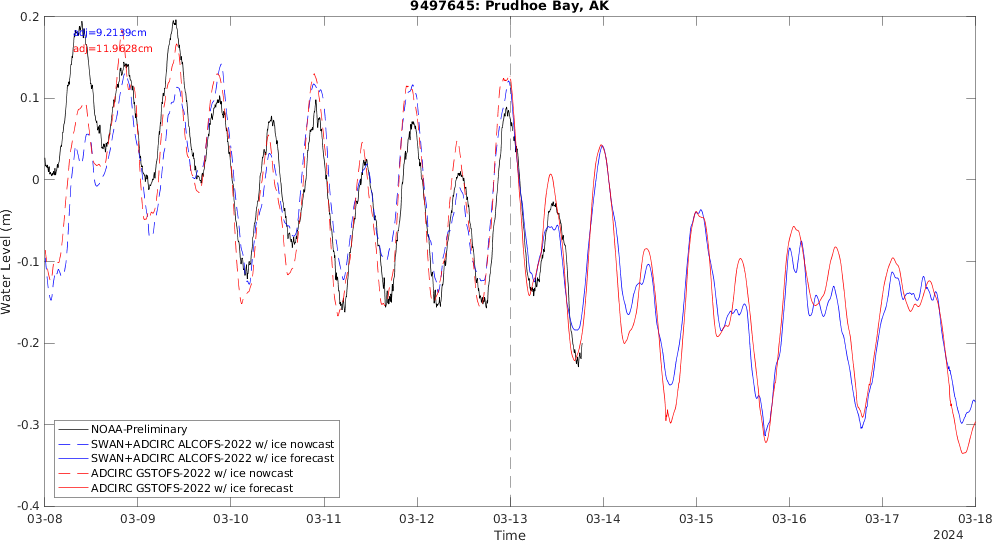 9497645: Prudhoe Bay, AK
adj=9.2139cm
adj=11.9628cm
0.2
0.1
0
-0.1
-0.2
-0.3
-0.4
Water Level (m)
NOAA-Preliminary
SWAN+ADCIRC ALCOFS-2022 w/ ice nowcast
SWAN+ADCIRC ALCOFS-2022 w/ ice forecast
ADCIRC GSTOFS-2022 w/ ice nowcast
ADCIRC GSTOFS-2022 w/ ice forecast
03-08 03-09 03-10 03-11 03-12 03-13 03-14 03-15 03-16 03-17 03-18
Time
2024